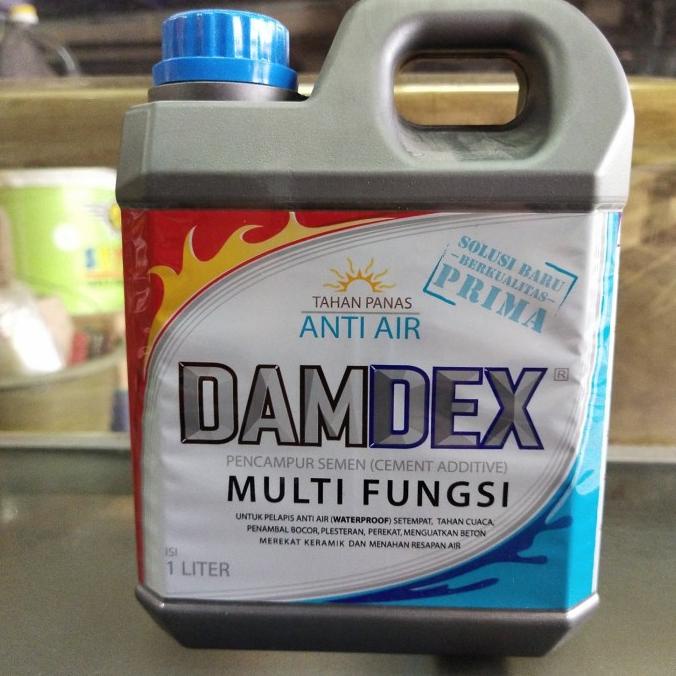 SOLUSI BARU
-BERKUALITAS-
PRIMA
TAHAN PANAS
ANTI AIR
DAMDEX ®
PENCAMPUR SEMEN (CEMENT ADDITIVE)
MULTI FUNGSI
UNTUK PELAPIS ANTI AIR (WATERPROOF) SETEMPAT, TAHAN CUACA,
PENAMBAL BOCOR, PLESTERAN, PEREKAT, MENGUATKAN BETON
MEREKAT KERAMIK DAN MENAHAN RESAPAN AIR
ISI
1 LITER